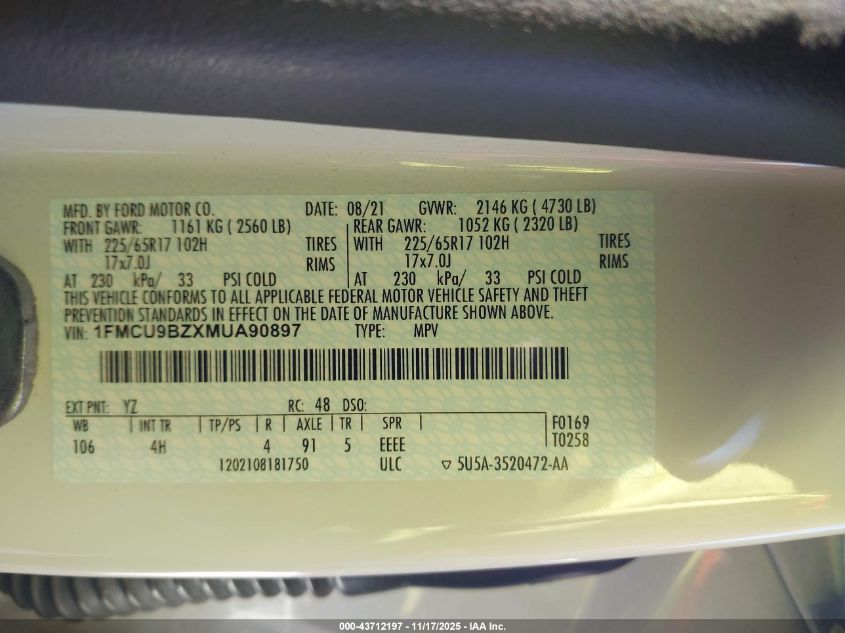 MFD. BY FORD MOTOR CO. DATE: 08/21 GVWR: 2146 KG ( 4730 LB)
FRONT GAWR: 1161 KG ( 2560 LB) REAR GAWR: 1052 KG ( 2320 LB)
WITH 225/65R17 102H TIRES WITH 225/65R17 102H TIRES
17x7.0J RIMS 17x7.0J RIMS
AT 230 kPa/ 33 PSI COLD AT 230 kPa/ 33 PSI COLD
THIS VEHICLE CONFORMS TO ALL APPLICABLE FEDERAL MOTOR VEHICLE SAFETY AND THEFT
PREVENTION STANDARDS IN EFFECT ON THE DATE OF MANUFACTURE SHOWN ABOVE.
VIN: 1FMCU9BZXMUA90897 TYPE: MPV
EXT PNT: YZ RC: 48 DSO:
WB INT TR TP/PS R AXLE TR SPR F0169
106 4H 4 91 5 EEEE T0258
1202108181750 ULC ▽ 5U5A-3520472-AA
000-43712197 - 11/17/2025 - IAA Inc.